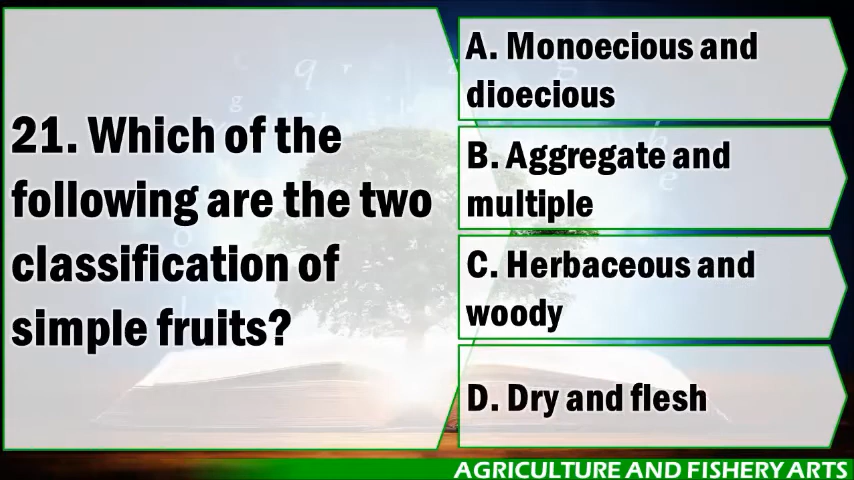 21. Which of the
following are the two
classification of
simple fruits?
A. Monoecious and
dioecious
B. Aggregate and
multiple
C. Herbaceous and
woody
D. Dry and flesh
AGRICULTURE AND FISHERY ARTS